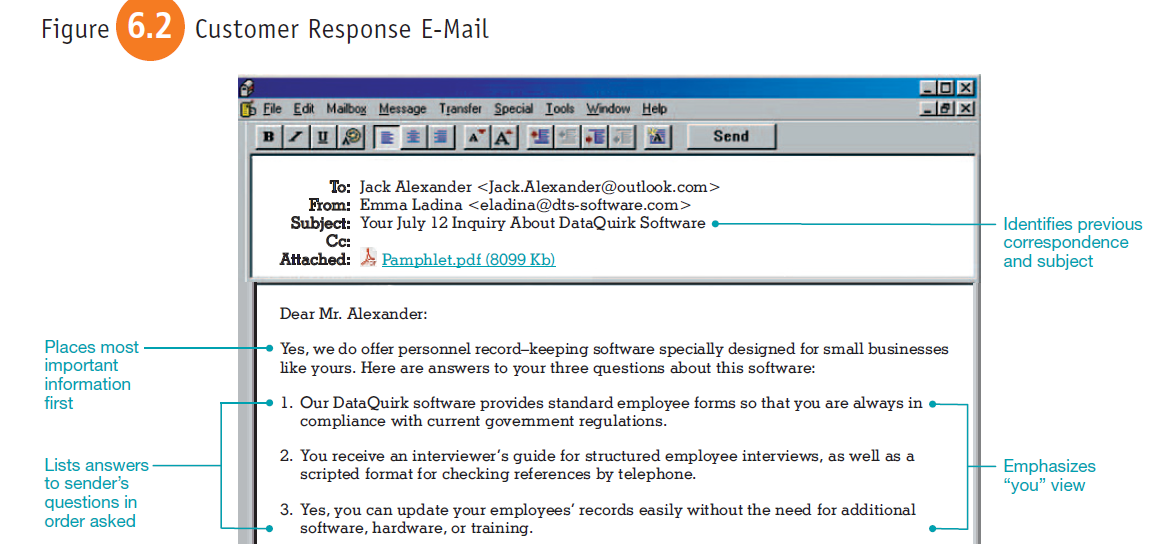 Figure 6.2 Customer Response E-Mail
File Edit Mailbox Message Transfer Special Tools Window Help
B I U A A Send
To: Jack Alexander <Jack.Alexander@outlook.com>
From: Emma Ladina <eladina@dts-software.com>
Subject: Your July 12 Inquiry About DataQuirk Software
Cc:
Attached: Pamphlet.pdf (8099 Kb)
Identifies previous
correspondence
and subject
Dear Mr. Alexander:
Places most
important
information
first
Yes, we do offer personnel record–keeping software specially designed for small businesses
like yours. Here are answers to your three questions about this software:
Lists answers
to sender's
questions in
order asked
1. Our DataQuirk software provides standard employee forms so that you are always in
compliance with current government regulations.
2. You receive an interviewer's guide for structured employee interviews, as well as a
scripted format for checking references by telephone.
3. Yes, you can update your employees' records easily without the need for additional
software, hardware, or training.
Emphasizes
"you" view